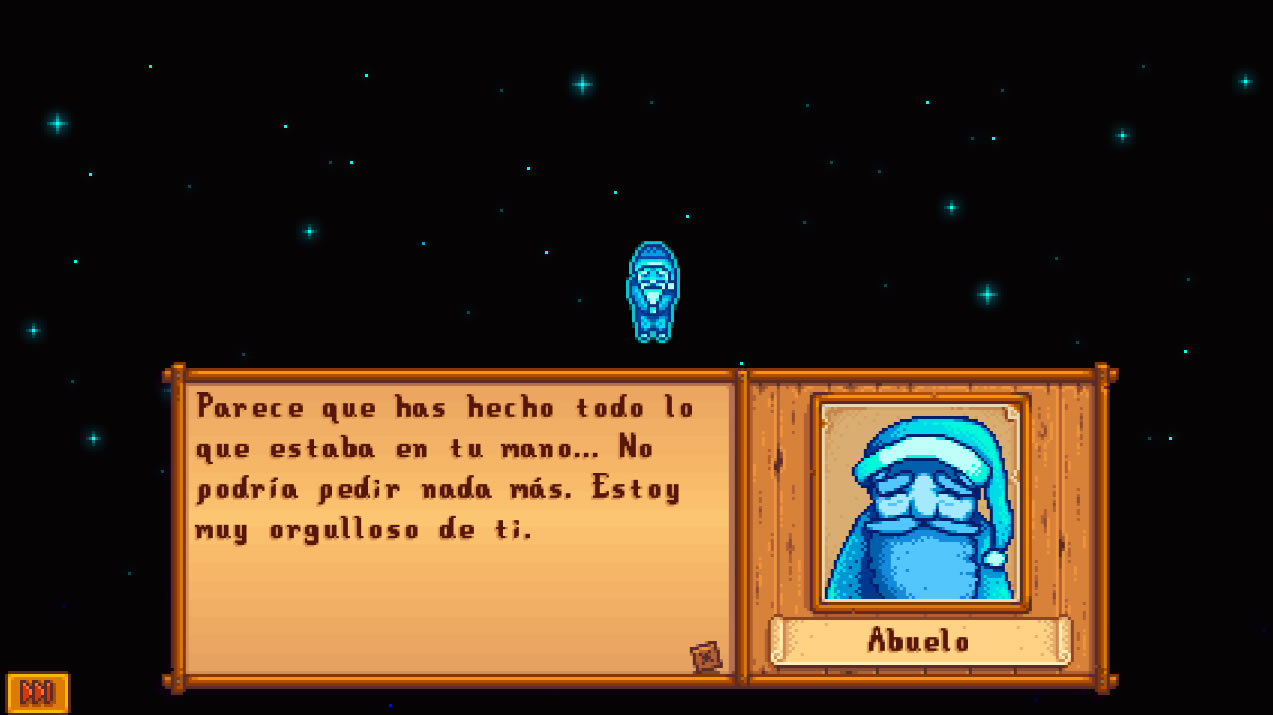 Parece que has hecho todo lo
que estaba en tu mano... No
podría pedir nada más. Estoy
muy orgulloso de ti.
Abuelo